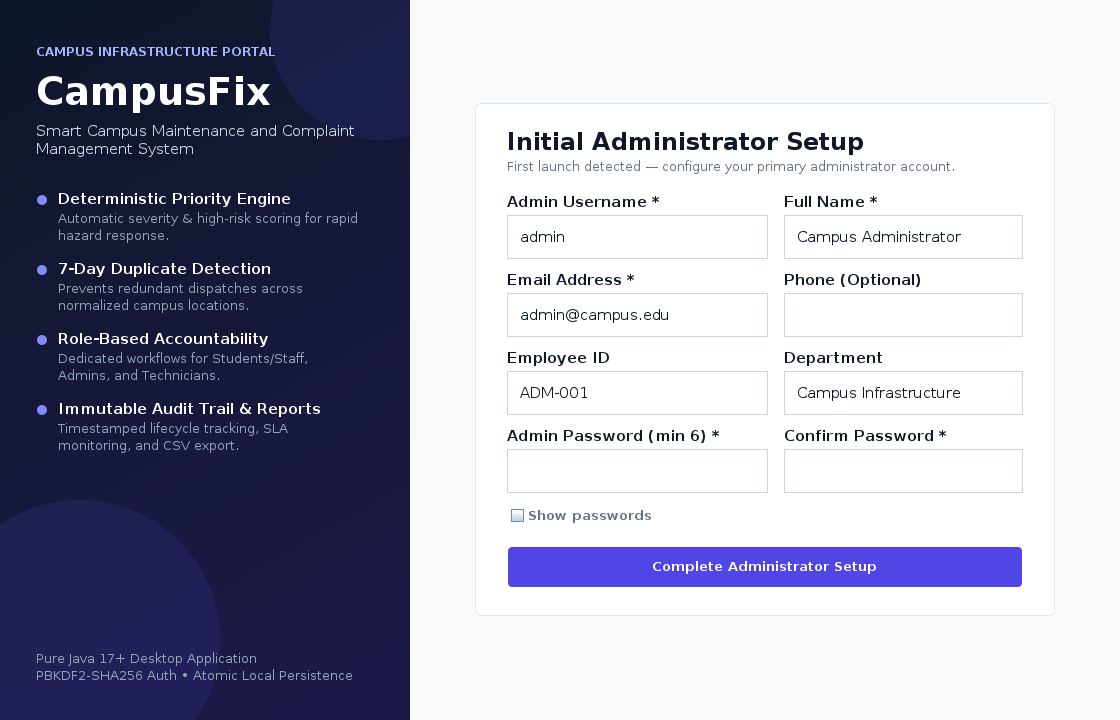 CAMPUS INFRASTRUCTURE PORTAL
CampusFix
Smart Campus Maintenance and Complaint
Management System
Deterministic Priority Engine
Automatic severity & high-risk scoring for rapid
hazard response.
7-Day Duplicate Detection
Prevents redundant dispatches across
normalized campus locations.
Role-Based Accountability
Dedicated workflows for Students/Staff,
Admins, and Technicians.
Immutable Audit Trail & Reports
Timestamped lifecycle tracking, SLA
monitoring, and CSV export.
Pure Java 17+ Desktop Application
PBKDF2-SHA256 Auth • Atomic Local Persistence
Initial Administrator Setup
First launch detected — configure your primary administrator account.
Admin Username * Full Name *
admin Campus Administrator
Email Address * Phone (Optional)
admin@campus.edu
Employee ID Department
ADM-001 Campus Infrastructure
Admin Password (min 6) * Confirm Password *
Show passwords
Complete Administrator Setup